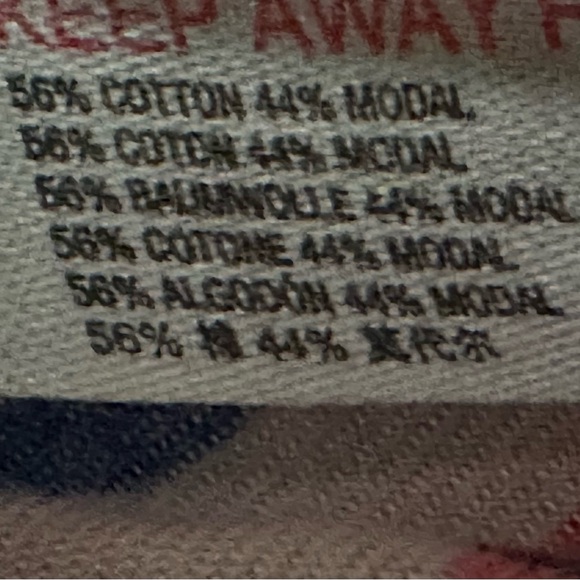 KEEP AWAY F
56% COTTON 44% MODAL
56% COTON 44% MODAL
56% BAUMWOLLE 44% MODAL
56% COTONE 44% MODAL
56% ALGODÓN 44% MODAL
56% 棉 44% 莫代尔